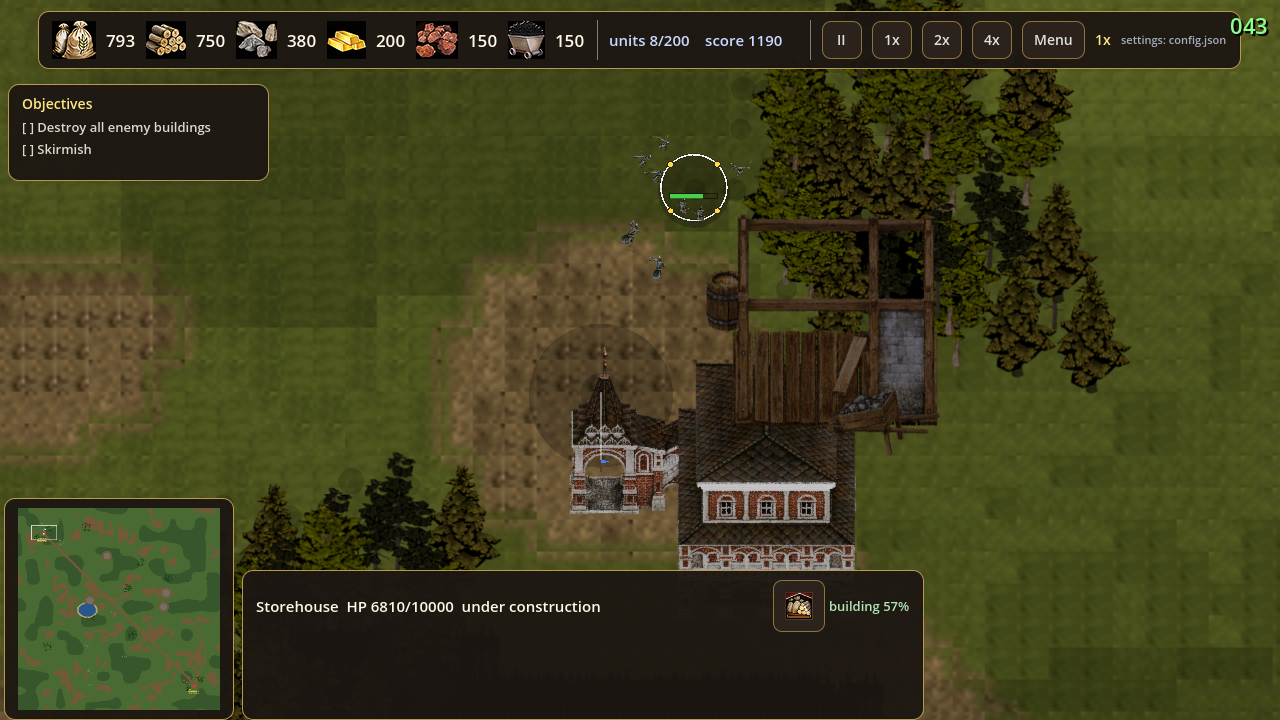 793 750 380 200 150 150 units 8/200 score 1190 II 1x 2x 4x Menu 1x settings: config.json 043
Objectives
[ ] Destroy all enemy buildings
[ ] Skirmish
Storehouse HP 6810/10000 under construction building 57%